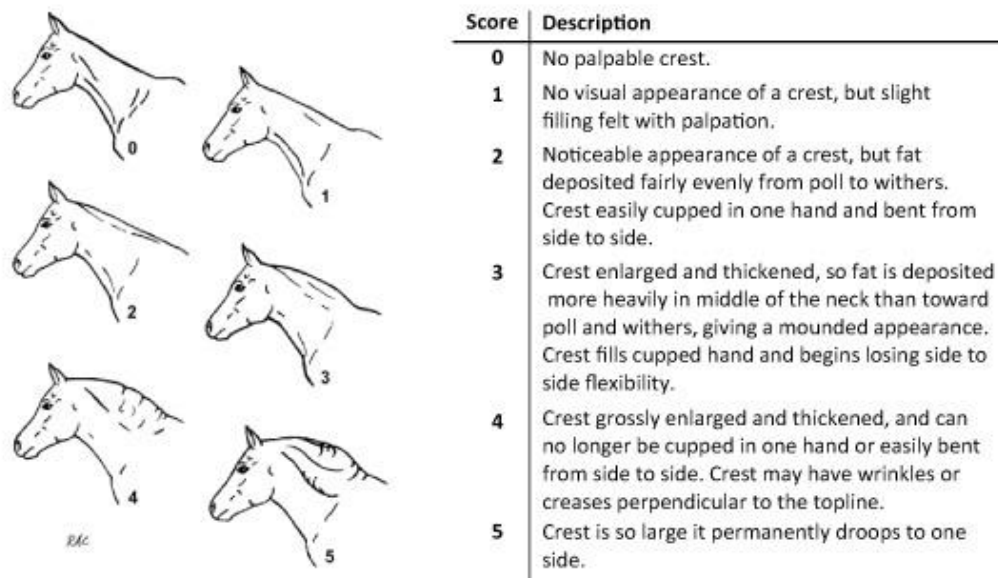 0
1
2
3
4
5
RAC
Score Description
0 No palpable crest.
1 No visual appearance of a crest, but slight
filling felt with palpation.
2 Noticeable appearance of a crest, but fat
deposited fairly evenly from poll to withers.
Crest easily cupped in one hand and bent from
side to side.
3 Crest enlarged and thickened, so fat is deposited
more heavily in middle of the neck than toward
poll and withers, giving a mounded appearance.
Crest fills cupped hand and begins losing side to
side flexibility.
4 Crest grossly enlarged and thickened, and can
no longer be cupped in one hand or easily bent
from side to side. Crest may have wrinkles or
creases perpendicular to the topline.
5 Crest is so large it permanently droops to one
side.